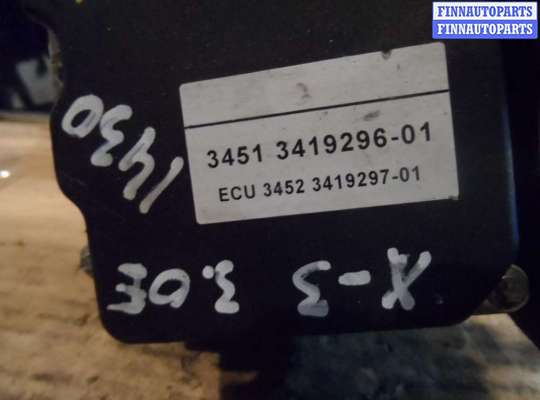 FINNAUTOPARTS
FINNAUTOPARTS
3451 3419296-01
ECU 3452 3419297-01
1430
X-3 3.0E